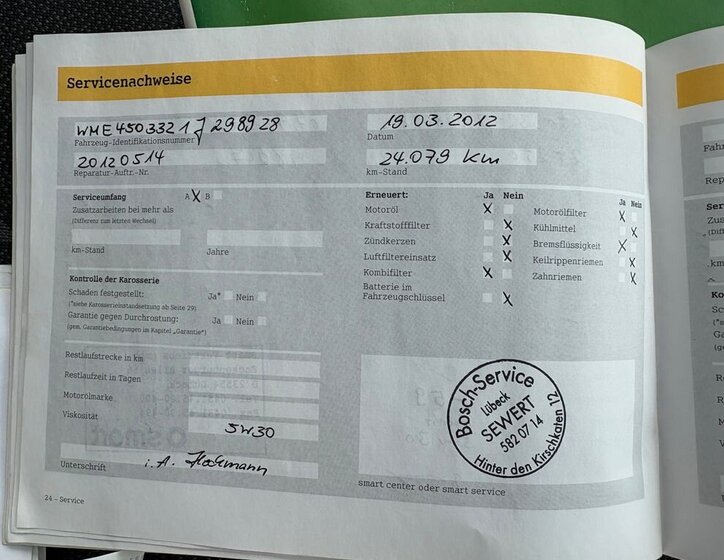 Servicenachweise
WME4503321J298928
Fahrzeug-Identifikationsnummer
20120514
Reparatur-Auftr.-Nr.
19.03.2012
Datum
24.079 km
km-Stand
Serviceumfang A X B
Zusatzarbeiten bei mehr als
(Differenz zum letzten Wechsel)
km-Stand Jahre
Kontrolle der Karosserie
Schaden festgestellt: Ja* Nein
(*siehe Karosserieinstandsetzung ab Seite 29)
Garantie gegen Durchrostung: Ja Nein
(gem. Garantiebedingungen im Kapitel „Garantie“)
Restlaufstrecke in km
Restlaufzeit in Tagen
Motorölmarke
Viskosität 5W30
Unterschrift i.A.
24 – Service
Erneuert: Ja Nein
Motoröl X
Kraftstofffilter X
Zündkerzen X
Luftfiltereinsatz X
Kombifilter X
Batterie im
Fahrzeugschlüssel X
Ja Nein
Motorölfilter X
Kühlmittel X
Bremsflüssigkeit X
Keilrippenriemen X
Zahnriemen X
Bosch-Service
Lübeck
SEWERT
582 07 14
Hinter den Kirschkaten 12
smart center oder smart service